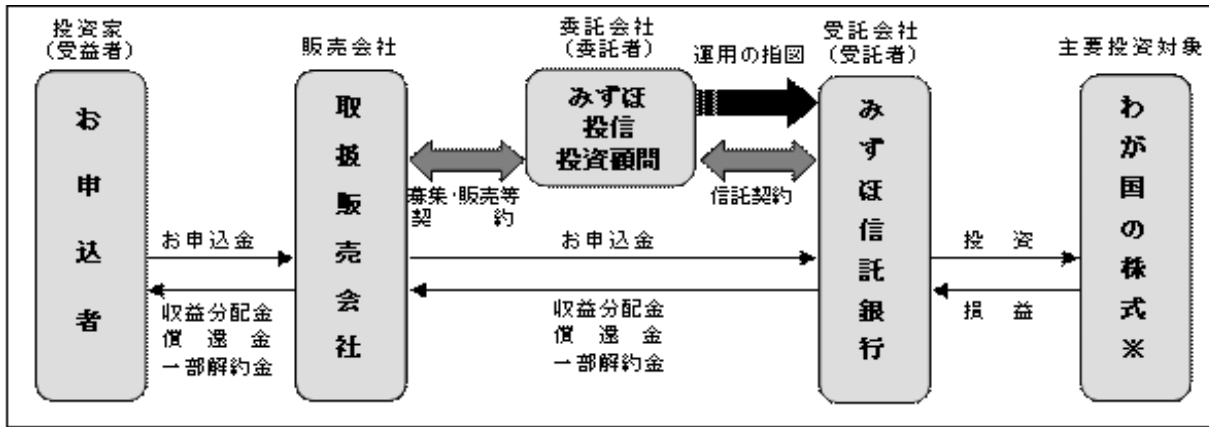 投資家
(受益者)
お申込者
販売会社
取扱販売会社
委託会社
(委託者)
みずほ
投信
投資顧問
運用の指図
受託会社
(受託者)
みずほ信託銀行
主要投資対象
わが国の株式※
募集・販売等
契約
信託契約
お申込金
お申込金
投資
収益分配金
償還金
一部解約金
収益分配金
償還金
一部解約金
損益